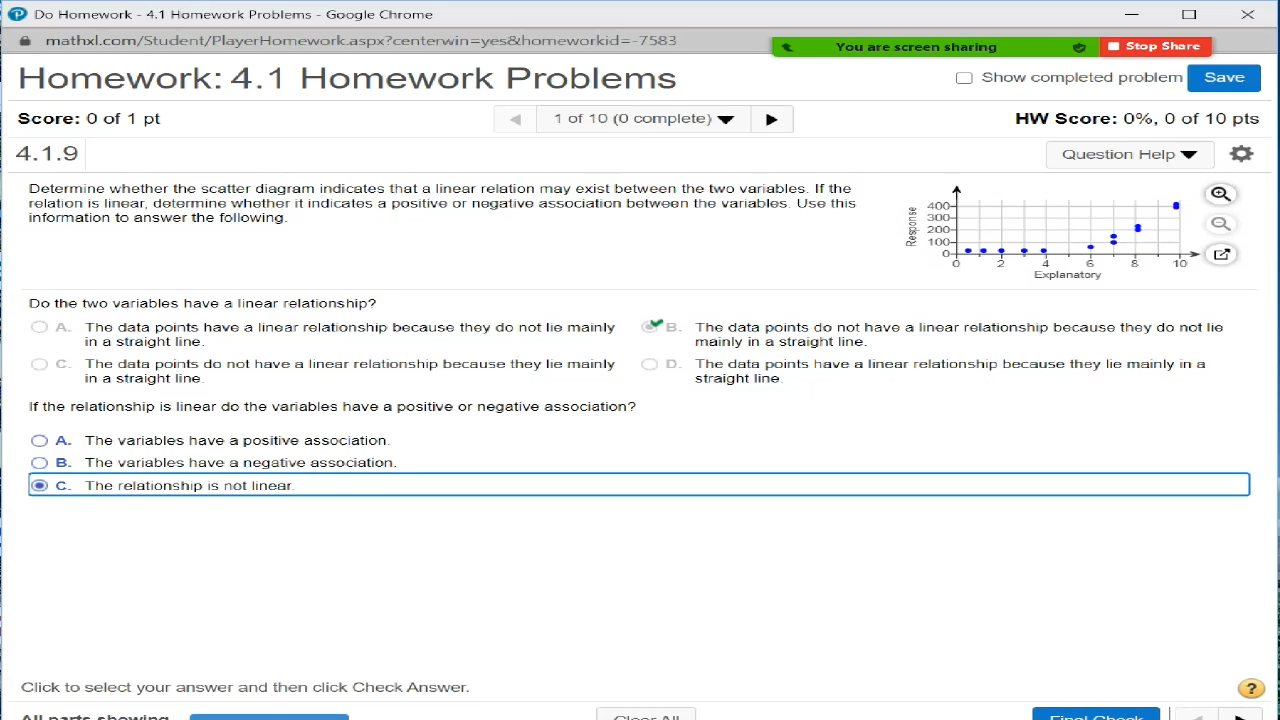 Do Homework - 4.1 Homework Problems - Google Chrome
mathxl.com/Student/PlayerHomework.aspx?centerwin=yes&homeworkid=-7583
You are screen sharing
Stop Share
Homework: 4.1 Homework Problems
Show completed problem
Save
Score: 0 of 1 pt
1 of 10 (0 complete)
HW Score: 0%, 0 of 10 pts
4.1.9
Question Help
Determine whether the scatter diagram indicates that a linear relation may exist between the two variables. If the
relation is linear, determine whether it indicates a positive or negative association between the variables. Use this
information to answer the following.
Response
400
300
200
100
0
0 2 4 6 8 10
Explanatory
Do the two variables have a linear relationship?
A. The data points have a linear relationship because they do not lie mainly
in a straight line.
B. The data points do not have a linear relationship because they do not lie
mainly in a straight line.
C. The data points do not have a linear relationship because they lie mainly
in a straight line.
D. The data points have a linear relationship because they lie mainly in a
straight line.
If the relationship is linear do the variables have a positive or negative association?
A. The variables have a positive association.
B. The variables have a negative association.
C. The relationship is not linear.
Click to select your answer and then click Check Answer.
?
All parts showing
Clear All
Final Check